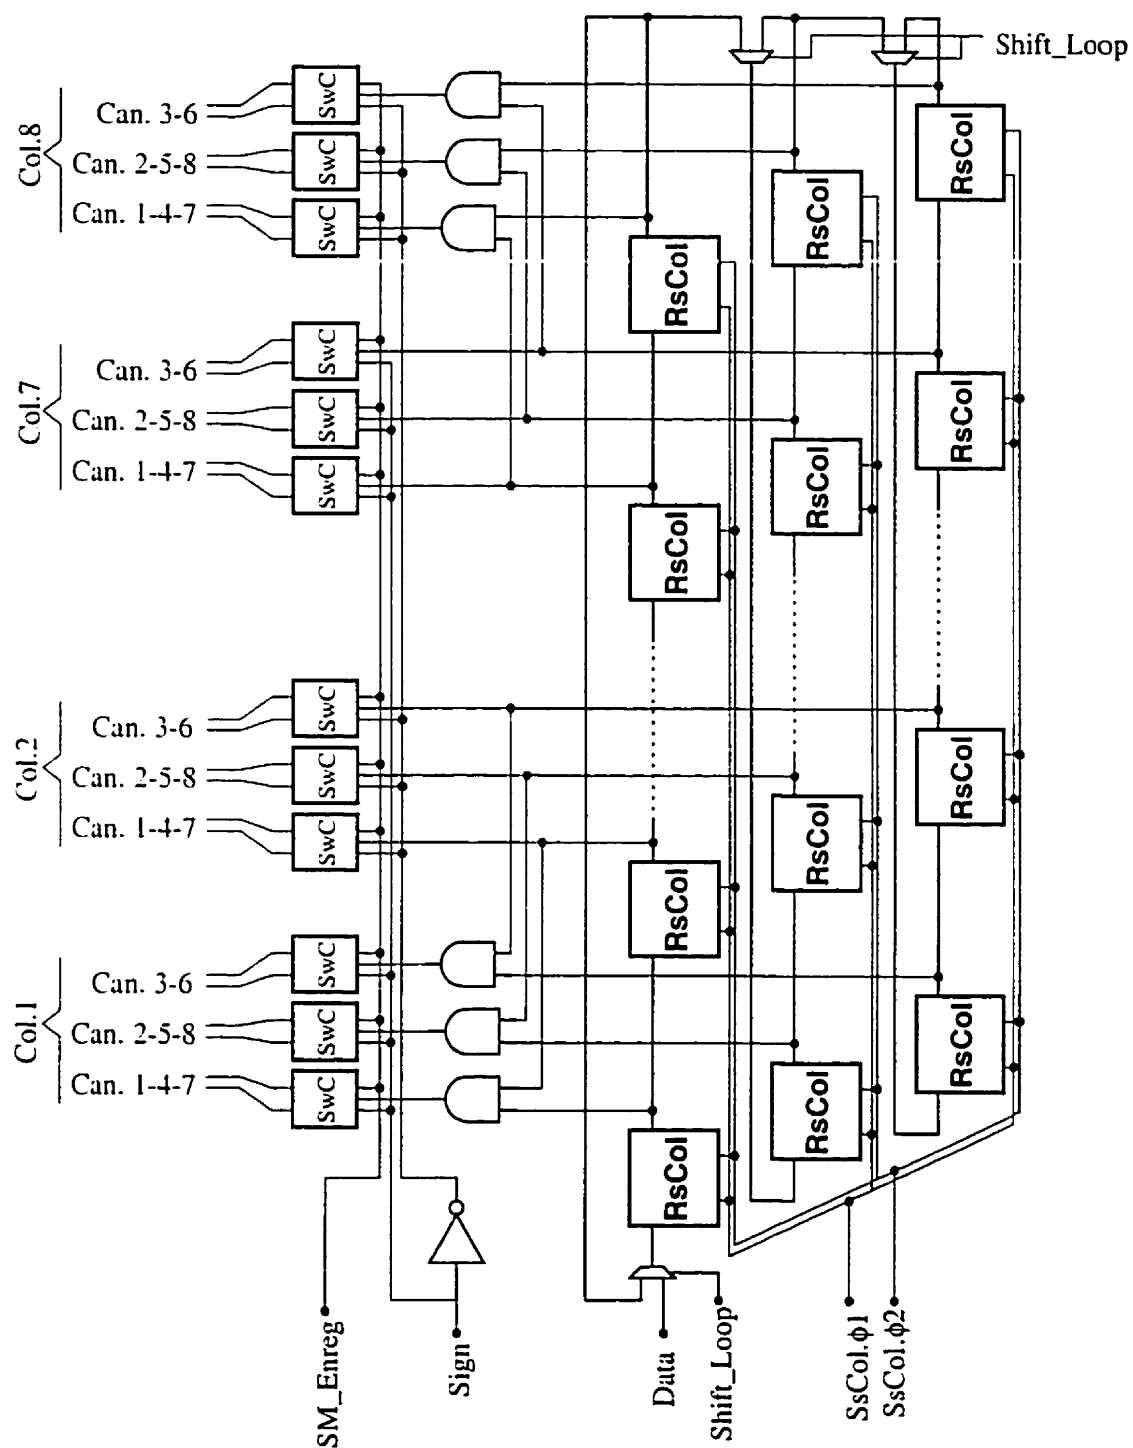 Shift_Loop
Col.8
Can. 3-6
SwC
Can. 2-5-8
SwC
Can. 1-4-7
SwC
RsCol
RsCol
RsCol
Col.7
Can. 3-6
SwC
Can. 2-5-8
SwC
Can. 1-4-7
SwC
RsCol
RsCol
RsCol
Col.2
Can. 3-6
SwC
Can. 2-5-8
SwC
Can. 1-4-7
SwC
RsCol
RsCol
RsCol
Col.1
Can. 3-6
SwC
Can. 2-5-8
SwC
Can. 1-4-7
SwC
RsCol
RsCol
RsCol
SM_Enreg
Sign
Data
Shift_Loop
SsCol.ϕ1
SsCol.ϕ2